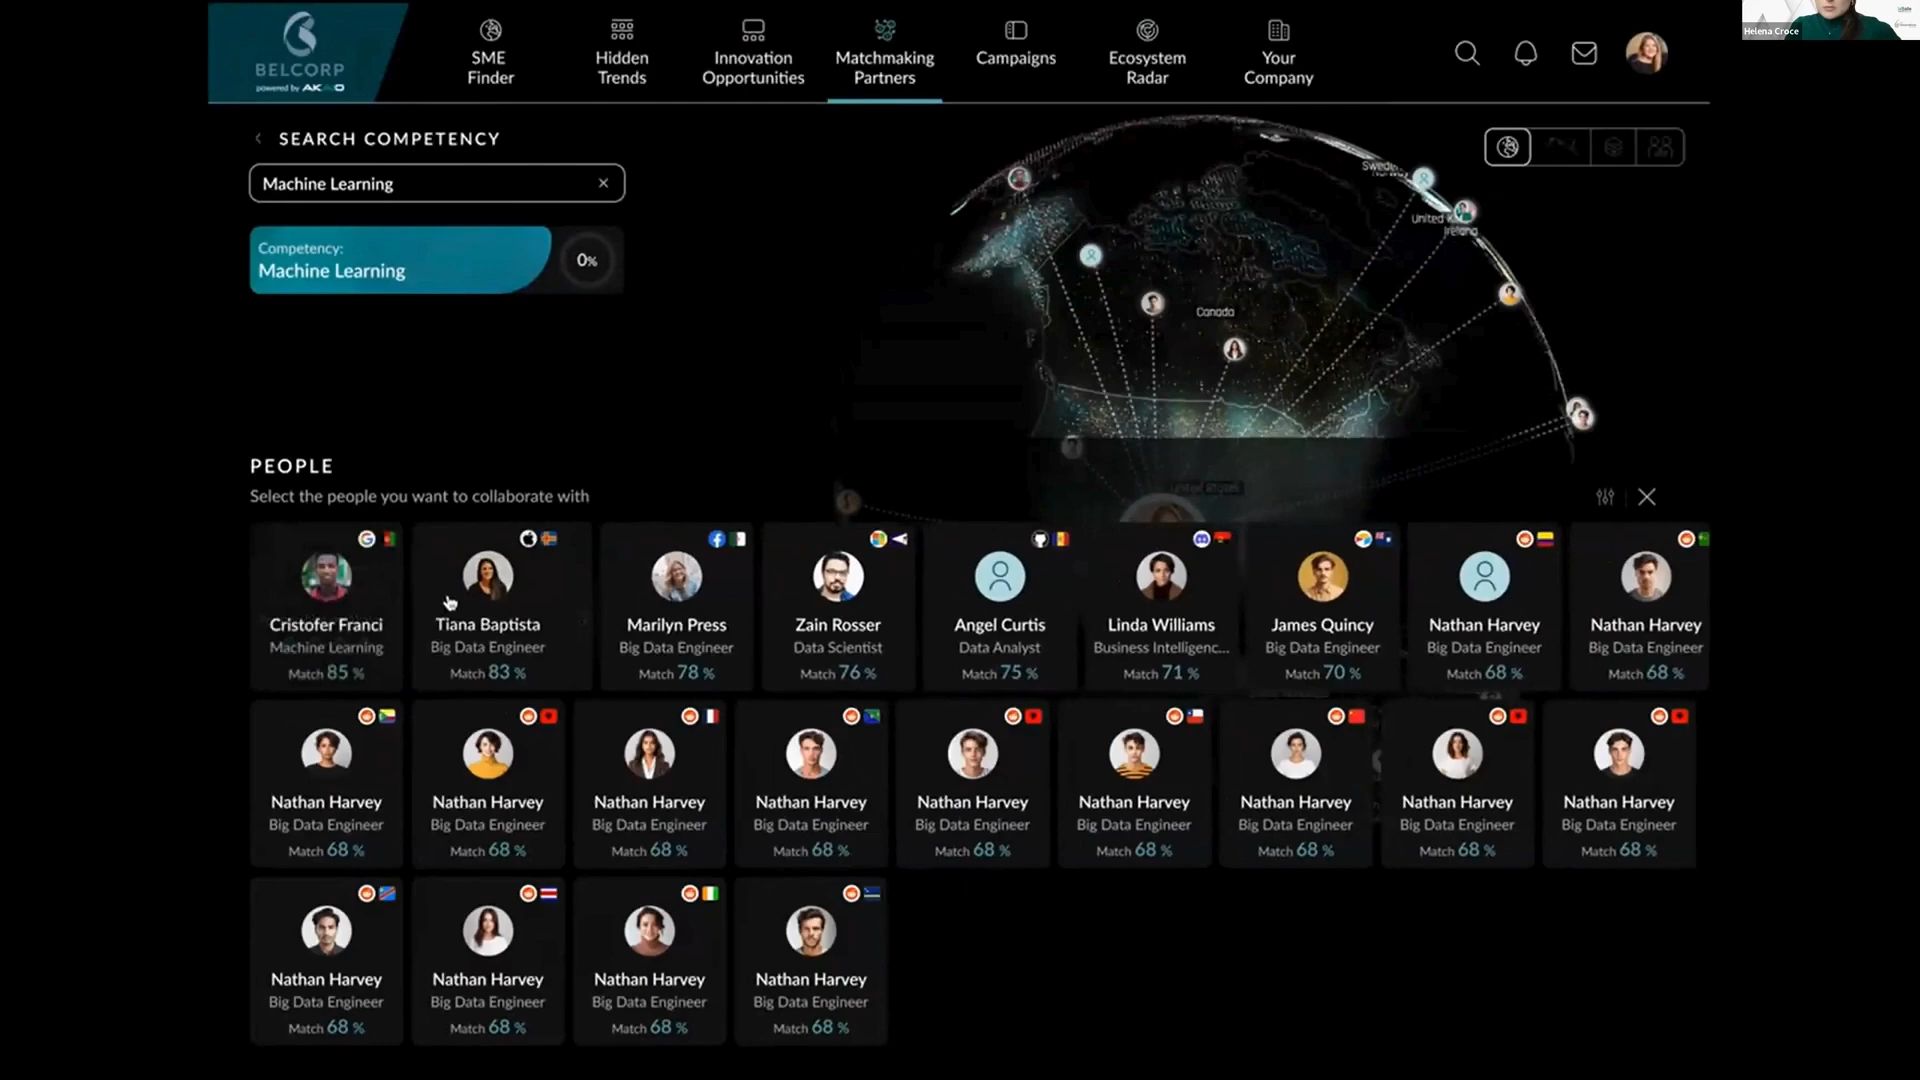 BELCORP
powered by AKAO
SME
Finder
Hidden
Trends
Innovation
Opportunities
Matchmaking
Partners
Campaigns
Ecosystem
Radar
Your
Company
Helena Croce
SEARCH COMPETENCY
Machine Learning
Competency:
Machine Learning
0%
Norway
Ireland
Canada
United States
PEOPLE
Select the people you want to collaborate with
Cristofer Franci
Machine Learning
Match 85 %
Tiana Baptista
Big Data Engineer
Match 83 %
Marilyn Press
Big Data Engineer
Match 78 %
Zain Rosser
Data Scientist
Match 76 %
Angel Curtis
Data Analyst
Match 75 %
Linda Williams
Business Intelligenc...
Match 71 %
James Quincy
Big Data Engineer
Match 70 %
Nathan Harvey
Big Data Engineer
Match 68 %
Nathan Harvey
Big Data Engineer
Match 68 %
Nathan Harvey
Big Data Engineer
Match 68 %
Nathan Harvey
Big Data Engineer
Match 68 %
Nathan Harvey
Big Data Engineer
Match 68 %
Nathan Harvey
Big Data Engineer
Match 68 %
Nathan Harvey
Big Data Engineer
Match 68 %
Nathan Harvey
Big Data Engineer
Match 68 %
Nathan Harvey
Big Data Engineer
Match 68 %
Nathan Harvey
Big Data Engineer
Match 68 %
Nathan Harvey
Big Data Engineer
Match 68 %
Nathan Harvey
Big Data Engineer
Match 68 %
Nathan Harvey
Big Data Engineer
Match 68 %
Nathan Harvey
Big Data Engineer
Match 68 %
Nathan Harvey
Big Data Engineer
Match 68 %